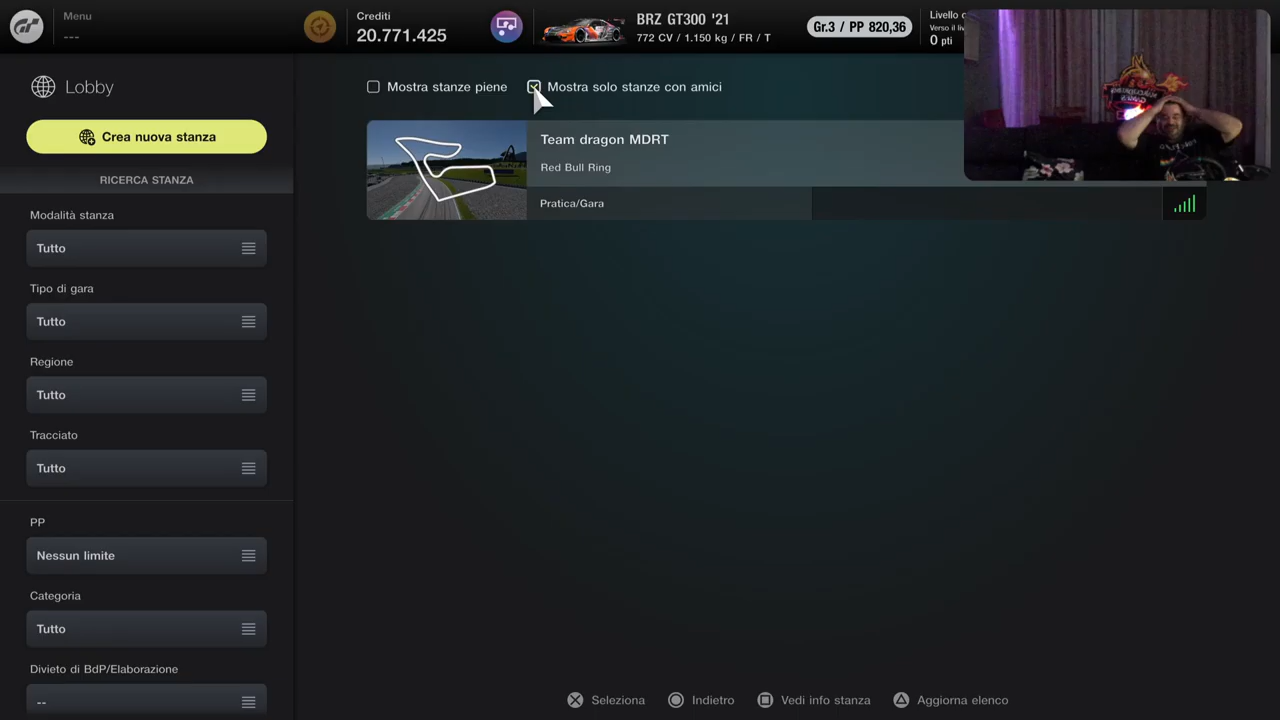 Menu
---
Crediti
20.771.425
BRZ GT300 '21
772 CV / 1.150 kg / FR / T
Gr.3 / PP 820,36
Livello
Verso il
0 pti
Lobby
Crea nuova stanza
RICERCA STANZA
Modalità stanza
Tutto
Tipo di gara
Tutto
Regione
Tutto
Tracciato
Tutto
PP
Nessun limite
Categoria
Tutto
Divieto di BdP/Elaborazione
--
Mostra stanze piene
Mostra solo stanze con amici
Team dragon MDRT
Red Bull Ring
Pratica/Gara
Seleziona
Indietro
Vedi info stanza
Aggiorna elenco